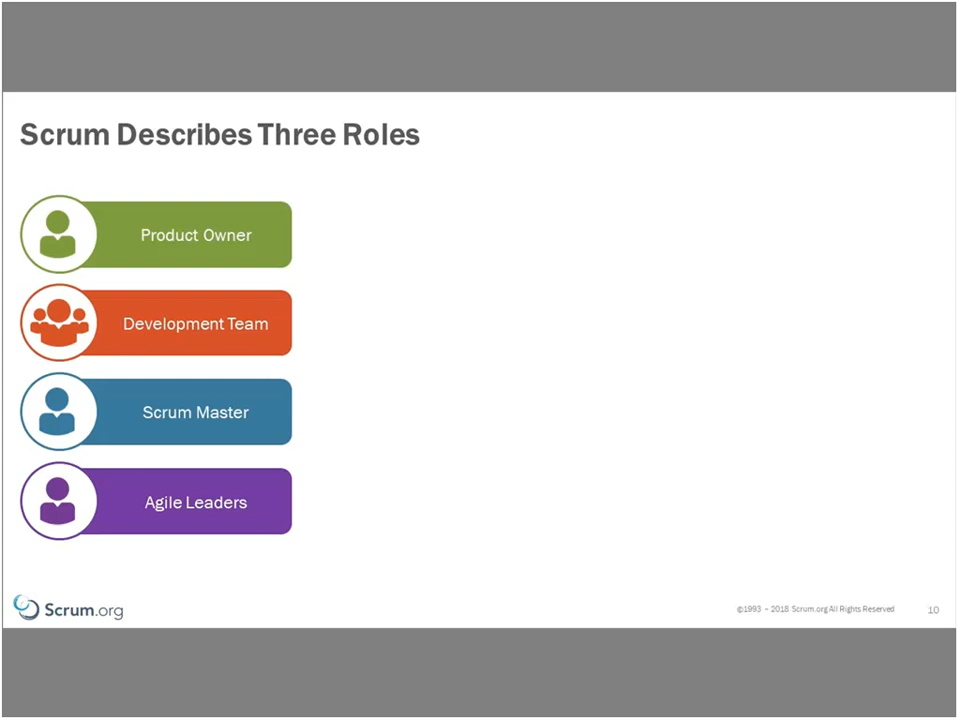 Scrum Describes Three Roles
Product Owner
Development Team
Scrum Master
Agile Leaders
Scrum.org
©1993 – 2018 Scrum.org All Rights Reserved
10